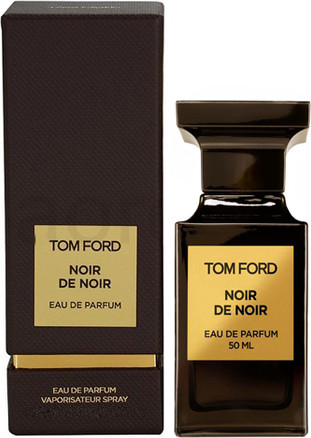 TOM FORD
NOIR
DE NOIR
EAU DE PARFUM
EAU DE PARFUM
VAPORISATEUR SPRAY
TOM FORD
NOIR
DE NOIR
EAU DE PARFUM
50 ML